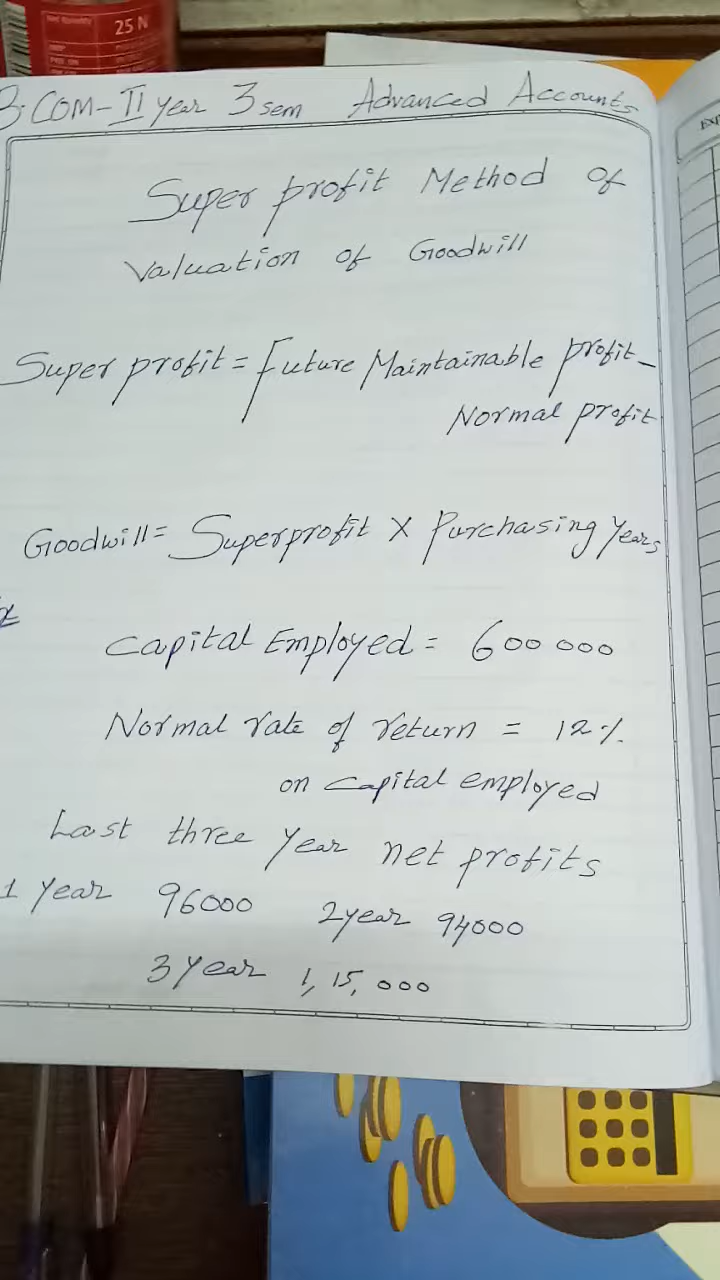 25 N
B.COM-II year 3 sem Advanced Accounts
Super profit Method of
Valuation of Goodwill
Super profit = Future Maintainable profit -
Normal profit
Goodwill = Superprofit X Purchasing Years
Capital Employed = 600 000
Normal rate of return = 12%
on capital employed
Last three year net profits
1 year 96000 2 year 94000
3 year 1,15,000